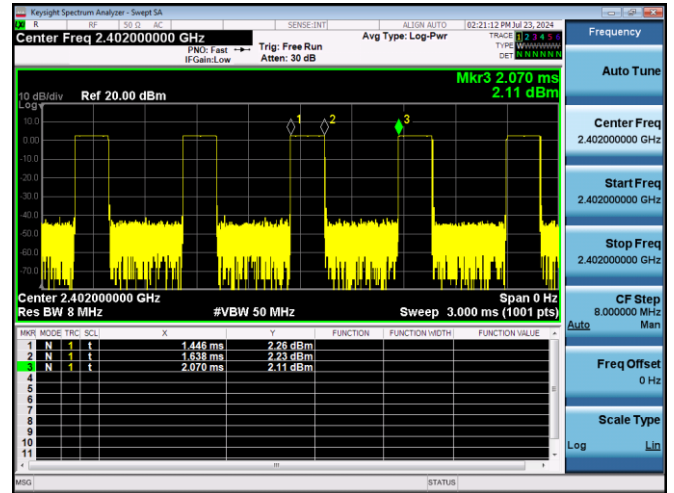 Keysight Spectrum Analyzer - Swept SA
R RF 50 Ω AC SENSE:INT ALIGN AUTO 02:21:12 PM Jul 23, 2024
Center Freq 2.402000000 GHz
PNO: Fast
IFGain:Low
Trig: Free Run
Atten: 30 dB
Avg Type: Log-Pwr
TRACE 1 2 3 4 5 6
TYPE WWWWWW
DET N N N N N N
Mkr3 2.070 ms
2.11 dBm
10 dB/div Ref 20.00 dBm
Log
1 2 3
10.0
0.00
-10.0
-20.0
-30.0
-40.0
-50.0
-60.0
-70.0
Center 2.402000000 GHz Span 0 Hz
Res BW 8 MHz #VBW 50 MHz Sweep 3.000 ms (1001 pts)
MKR MODE TRC SCL X Y FUNCTION FUNCTION WIDTH FUNCTION VALUE
1 N 1 t 1.446 ms 2.26 dBm
2 N 1 t 1.638 ms 2.23 dBm
3 N 1 t 2.070 ms 2.11 dBm
4
5
6
7
8
9
10
11
MSG STATUS
Frequency
Auto Tune
Center Freq
2.402000000 GHz
Start Freq
2.402000000 GHz
Stop Freq
2.402000000 GHz
CF Step
8.000000 MHz
Auto Man
Freq Offset
0 Hz
Scale Type
Log Lin